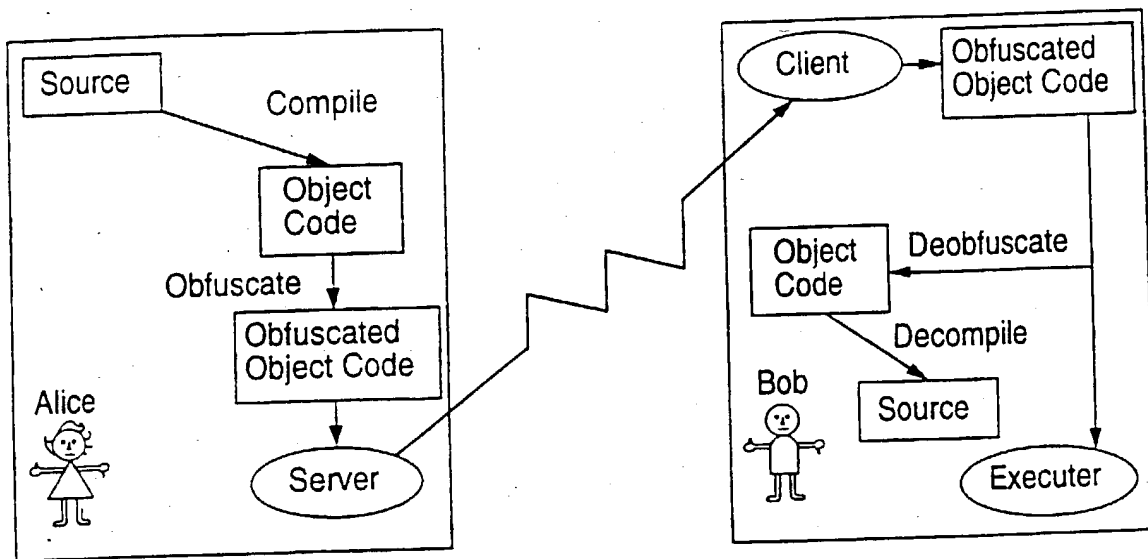 Source
Compile
Object
Code
Obfuscate
Obfuscated
Object Code
Alice
Server
Client
Obfuscated
Object Code
Object
Code
Deobfuscate
Decompile
Bob
Source
Executer